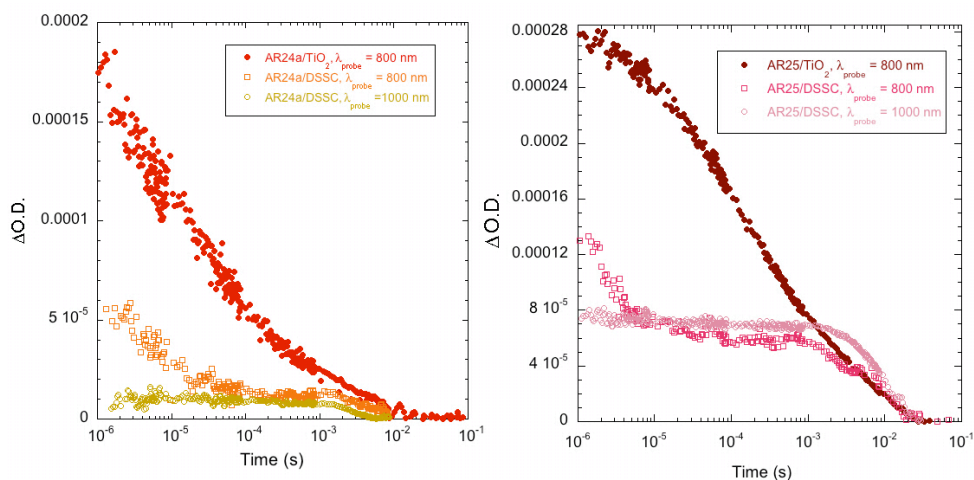 0.0002
0.00015
0.0001
5 10⁻⁵
0
ΔO.D.
AR24a/TiO₂, λprobe = 800 nm
AR24a/DSSC, λprobe = 800 nm
AR24a/DSSC, λprobe =1000 nm
10⁻⁶ 10⁻⁵ 10⁻⁴ 10⁻³ 10⁻² 10⁻¹
Time (s)
0.00028
0.00024
0.0002
0.00016
0.00012
8 10⁻⁵
4 10⁻⁵
0
ΔO.D.
AR25/TiO₂, λprobe = 800 nm
AR25/DSSC, λprobe = 800 nm
AR25/DSSC, λprobe = 1000 nm
10⁻⁶ 10⁻⁵ 10⁻⁴ 10⁻³ 10⁻² 10⁻¹
Time (s)